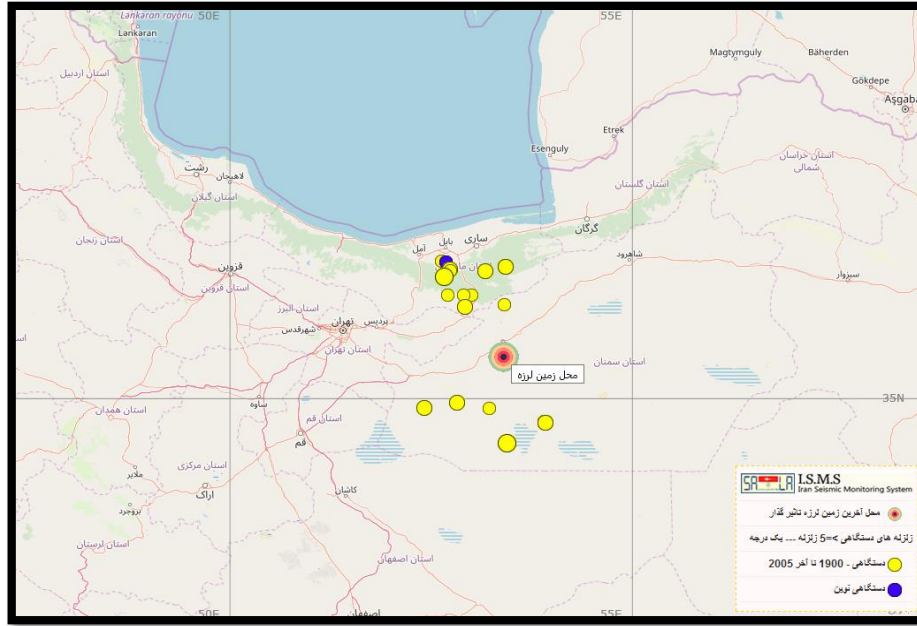 Lankaran rayonu
50E
55E
Lankaran
Magtymguly
Bäherden
استان اردبیل
Gökdepe
Aşgaba
Etrek
Esenguly
استان خراسان
شمالی
رشت
لاهیجان
استان گیلان
استان گلستان
گرگان
استان زنجان
ساری
بابل
آمل
شاهرود
قزوین
سبزوار
استان قزوین
استان البرز
پردیس
تهران
شهرقدس
استان تهران
استان سمنان
محل زمین لرزه
ساوه
35N
استان همدان
استان قم
قم
استان مرکزی
ملایر
کاشان
اراک
بروجرد
استان لرستان
استان اصفهان
50E
55E
اصفهان
I.S.M.S
Iran Seismic Monitoring System
محل آخرین زمین لرزه تاثیر گذار
زلزله های دستگاهی >=5 زلزله --- یک درجه
دستگاهی - 1900 تا آخر 2005
دستگاهی نوین